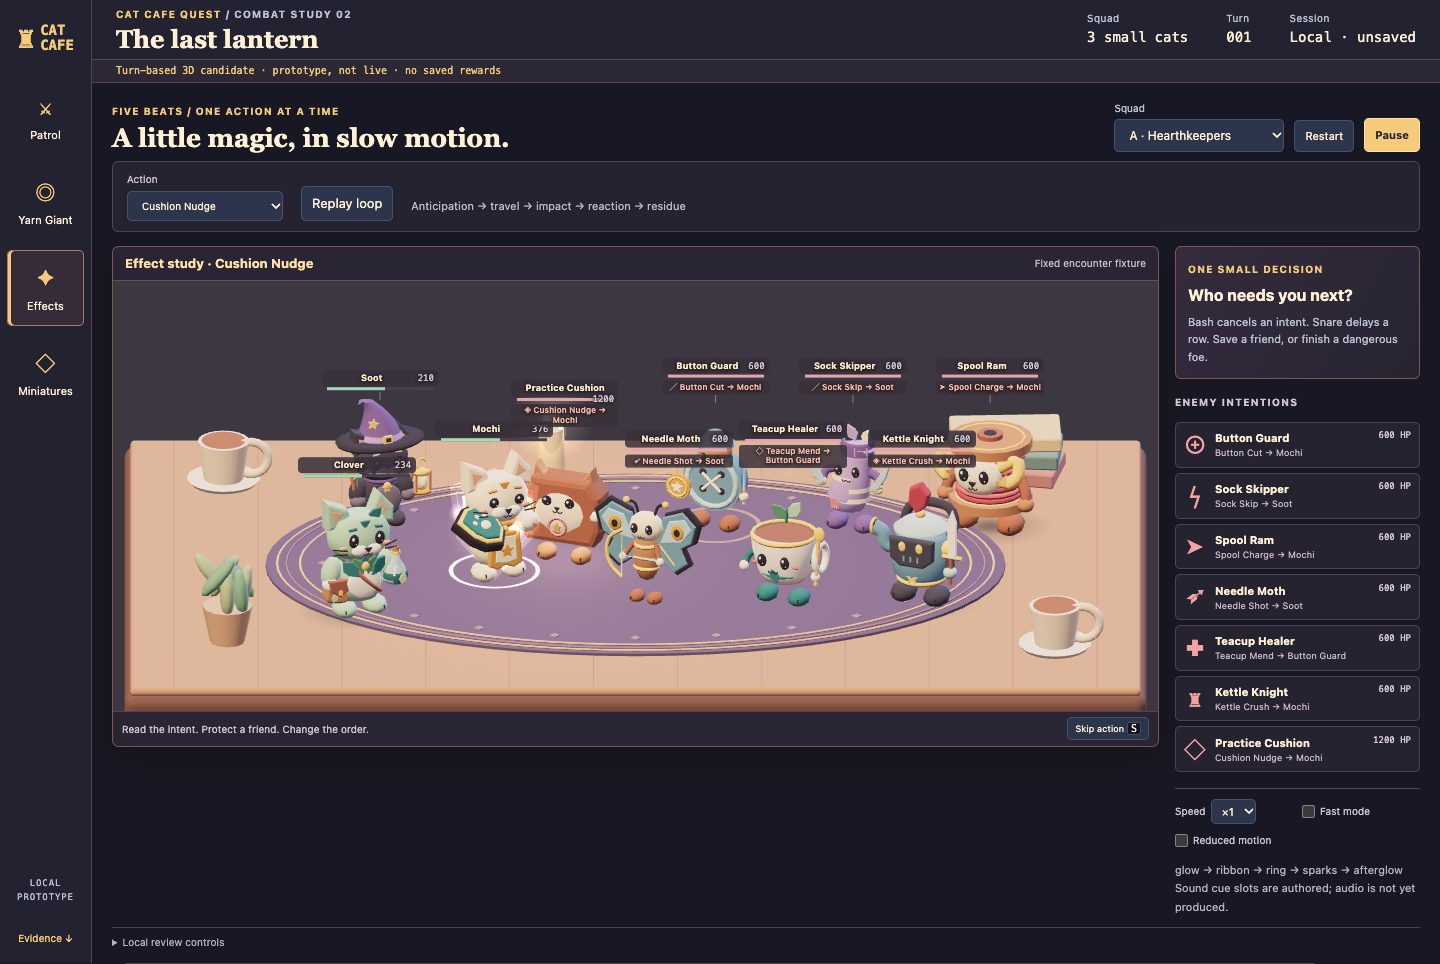 CAT
CAFE
Patrol
Yarn Giant
Effects
Miniatures
LOCAL
PROTOTYPE
Evidence ↓
CAT CAFE QUEST / COMBAT STUDY 02
The last lantern
Squad
3 small cats
Turn
001
Session
Local · unsaved
Turn-based 3D candidate · prototype, not live · no saved rewards
FIVE BEATS / ONE ACTION AT A TIME
A little magic, in slow motion.
Squad
A · Hearthkeepers
Restart
Pause
Action
Cushion Nudge
Replay loop
Anticipation → travel → impact → reaction → residue
Effect study · Cushion Nudge
Fixed encounter fixture
Soot 210
Practice Cushion
1200
Cushion Nudge →
Mochi
Button Guard 600
Button Cut → Mochi
Sock Skipper 600
Sock Skip → Soot
Spool Ram 600
Spool Charge → Mochi
Mochi 376
Needle Moth 600
Needle Shot → Soot
Teacup Healer 600
Teacup Mend →
Button Guard
Kettle Knight 600
Kettle Crush → Mochi
Clover 234
Read the intent. Protect a friend. Change the order.
Skip action S
ONE SMALL DECISION
Who needs you next?
Bash cancels an intent. Snare delays a
row. Save a friend, or finish a dangerous
foe.
ENEMY INTENTIONS
Button Guard 600 HP
Button Cut → Mochi
Sock Skipper 600 HP
Sock Skip → Soot
Spool Ram 600 HP
Spool Charge → Mochi
Needle Moth 600 HP
Needle Shot → Soot
Teacup Healer 600 HP
Teacup Mend → Button Guard
Kettle Knight 600 HP
Kettle Crush → Mochi
Practice Cushion 1200 HP
Cushion Nudge → Mochi
Speed ×1 Fast mode
Reduced motion
glow → ribbon → ring → sparks → afterglow
Sound cue slots are authored; audio is not yet
produced.
Local review controls